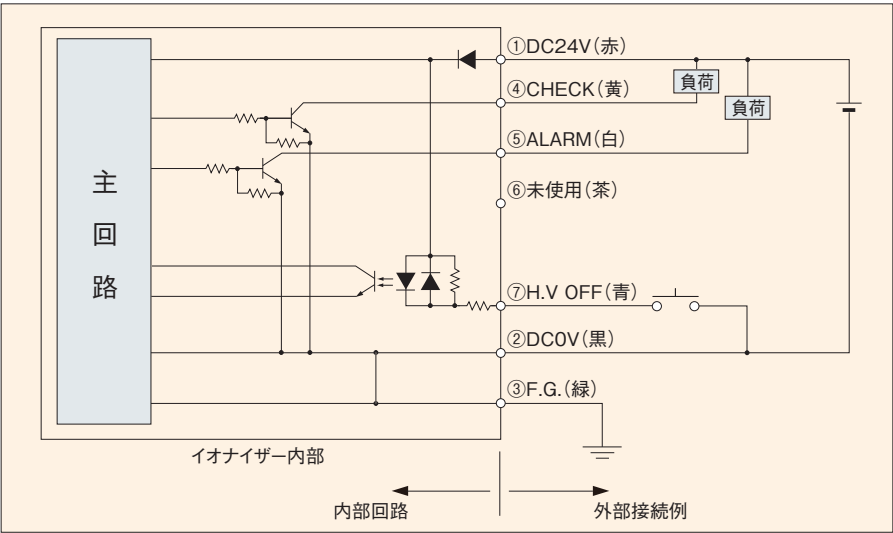 ①DC24V(赤)
負荷
④CHECK(黄)
負荷
⑤ALARM(白)
⑥未使用(茶)
主回路
⑦H.V OFF(青)
②DC0V(黒)
③F.G.(緑)
イオナイザー内部
内部回路
外部接続例